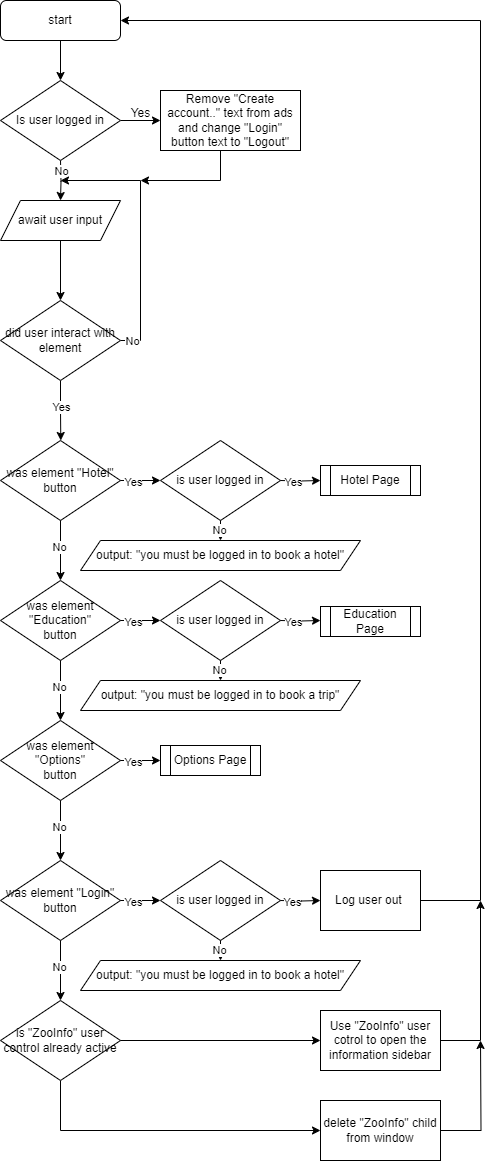 start
Is user logged in
Yes
Remove "Create
account.." text from ads
and change "Login"
button text to "Logout"
No
await user input
did user interact with
element
No
Yes
was element "Hotel"
button
Yes
is user logged in
Yes
Hotel Page
No
No
output: "you must be logged in to book a hotel"
was element
"Education"
button
Yes
is user logged in
Yes
Education
Page
No
No
output: "you must be logged in to book a trip"
was element
"Options"
button
Yes
Options Page
No
was element "Login"
button
Yes
is user logged in
Yes
Log user out
No
No
output: "you must be logged in to book a hotel"
is "ZooInfo" user
control already active
Use "ZooInfo" user
cotrol to open the
information sidebar
delete "ZooInfo" child
from window